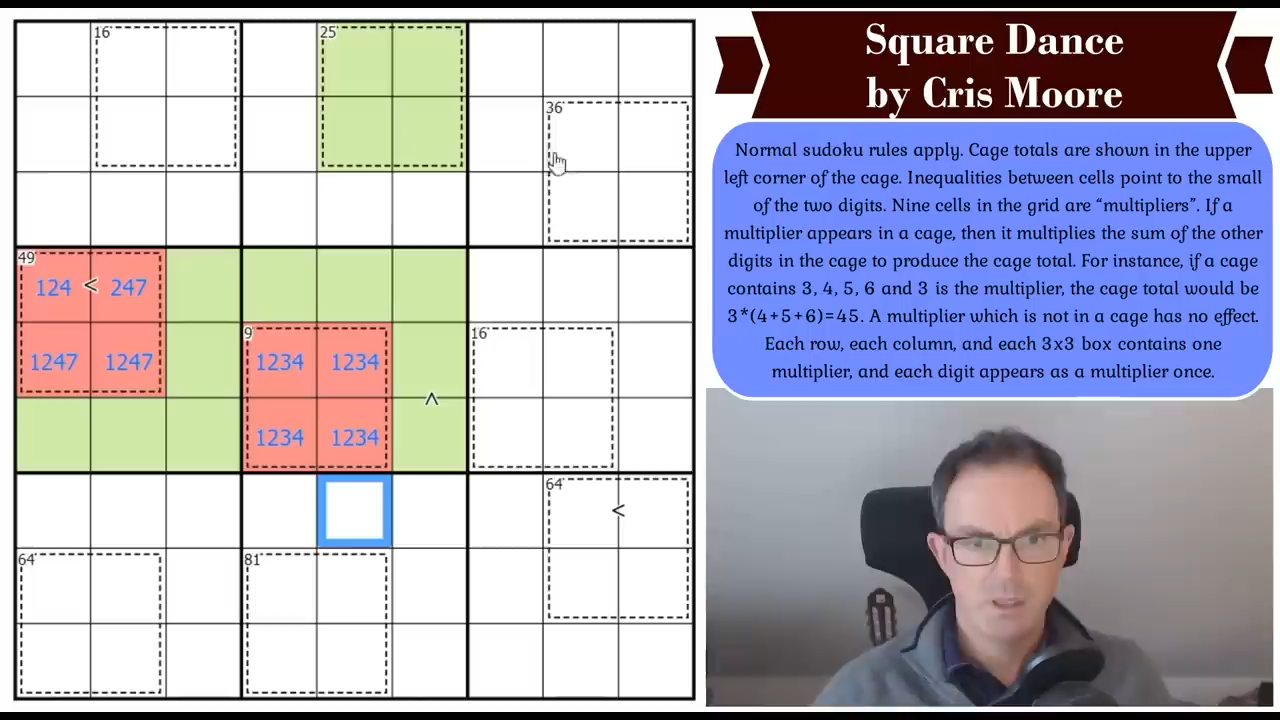 Square Dance
by Cris Moore
Normal sudoku rules apply. Cage totals are shown in the upper
left corner of the cage. Inequalities between cells point to the small
of the two digits. Nine cells in the grid are “multipliers”. If a
multiplier appears in a cage, then it multiplies the sum of the other
digits in the cage to produce the cage total. For instance, if a cage
contains 3, 4, 5, 6 and 3 is the multiplier, the cage total would be
3*(4+5+6)=45. A multiplier which is not in a cage has no effect.
Each row, each column, and each 3x3 box contains one
multiplier, and each digit appears as a multiplier once.
16 25
36
49
124 < 247
9 16
1247 1247 1234 1234
^
1234 1234
64
<
64 81